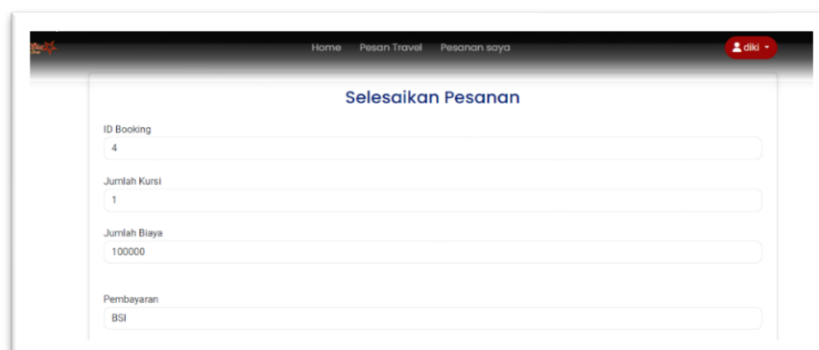 Home Pesan Travel Pesanan saya diki
Selesaikan Pesanan
ID Booking
4
Jumlah Kursi
1
Jumlah Biaya
100000
Pembayaran
BSI